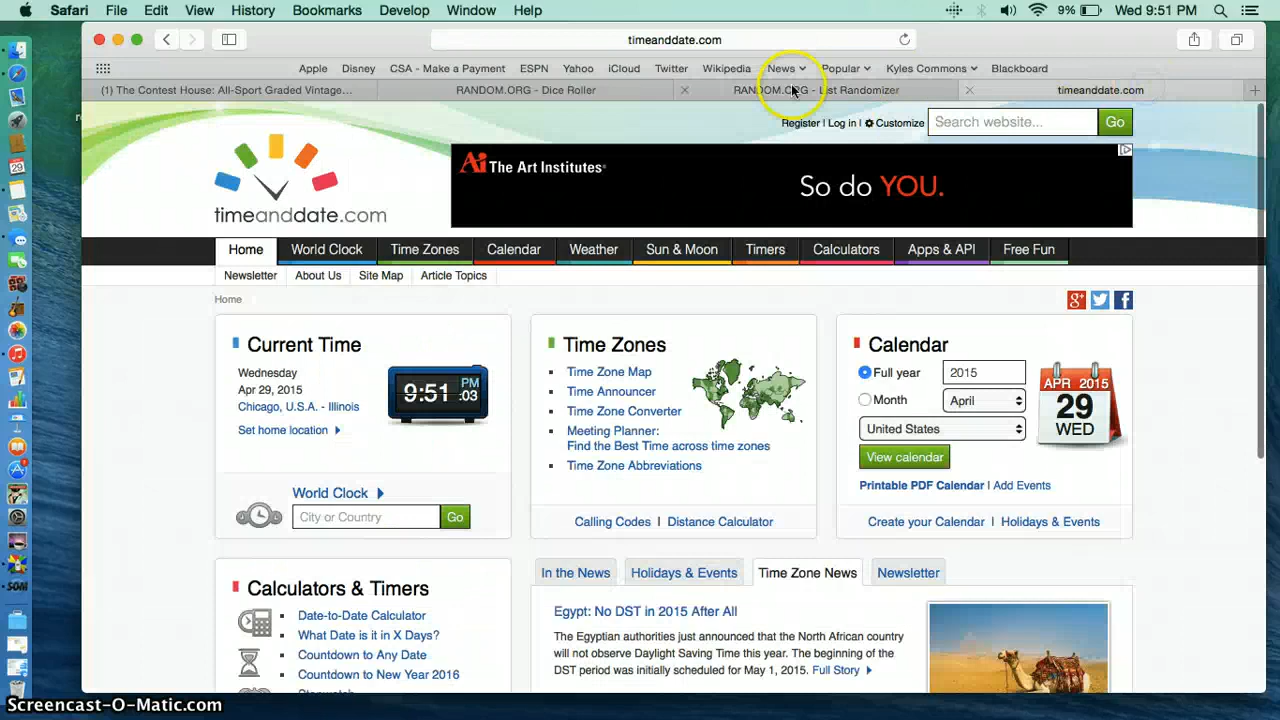 Safari File Edit View History Bookmarks Develop Window Help 9% Wed 9:51 PM
timeanddate.com
Apple Disney CSA - Make a Payment ESPN Yahoo iCloud Twitter Wikipedia News Popular Kyles Commons Blackboard
(1) The Contest House: All-Sport Graded Vintage... RANDOM.ORG - Dice Roller RANDOM.ORG - List Randomizer timeanddate.com
Register | Log in | Customize Search website... Go
timeanddate.com
Ai The Art Institutes®
So do YOU.
Home World Clock Time Zones Calendar Weather Sun & Moon Timers Calculators Apps & API Free Fun
Newsletter About Us Site Map Article Topics
Home
g+ f
Current Time
Wednesday
Apr 29, 2015
Chicago, U.S.A. - Illinois
Set home location
9:51 PM :03
World Clock
City or Country Go
Time Zones
Time Zone Map
Time Announcer
Time Zone Converter
Meeting Planner:
Find the Best Time across time zones
Time Zone Abbreviations
Calling Codes | Distance Calculator
Calendar
Full year 2015
Month April
United States
View calendar
APR 2015
29
WED
Printable PDF Calendar | Add Events
Create your Calendar | Holidays & Events
Calculators & Timers
Date-to-Date Calculator
What Date is it in X Days?
Countdown to Any Date
Countdown to New Year 2016
In the News Holidays & Events Time Zone News Newsletter
Egypt: No DST in 2015 After All
The Egyptian authorities just announced that the North African country
will not observe Daylight Saving Time this year. The beginning of the
DST period was initially scheduled for May 1, 2015. Full Story
SOM
Screencast-O-Matic.com